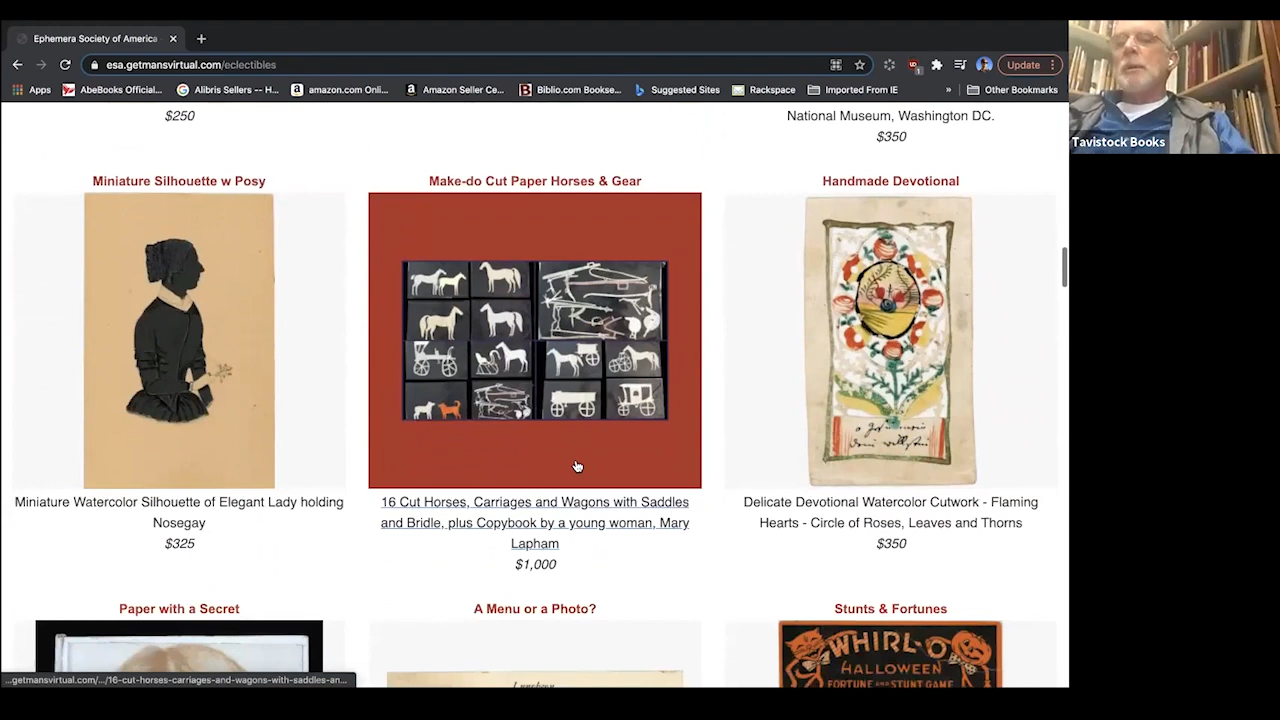 Ephemera Society of America
esa.getmansvirtual.com/eclectibles
Update
Apps
AbeBooks Official...
Alibris Sellers -- H...
amazon.com Onli...
Amazon Seller Ce...
Biblio.com Bookse...
Suggested Sites
Rackspace
Imported From IE
»
Other Bookmarks
Tavistock Books
$250
National Museum, Washington DC.
$350
Miniature Silhouette w Posy
Make-do Cut Paper Horses & Gear
Handmade Devotional
Miniature Watercolor Silhouette of Elegant Lady holding
Nosegay
$325
16 Cut Horses, Carriages and Wagons with Saddles
and Bridle, plus Copybook by a young woman, Mary
Lapham
$1,000
Delicate Devotional Watercolor Cutwork - Flaming
Hearts - Circle of Roses, Leaves and Thorns
$350
Paper with a Secret
A Menu or a Photo?
Stunts & Fortunes
Luncheon
WHIRL-O
HALLOWEEN
FORTUNE AND STUNT GAME
...getmansvirtual.com/.../16-cut-horses-carriages-and-wagons-with-saddles-an...